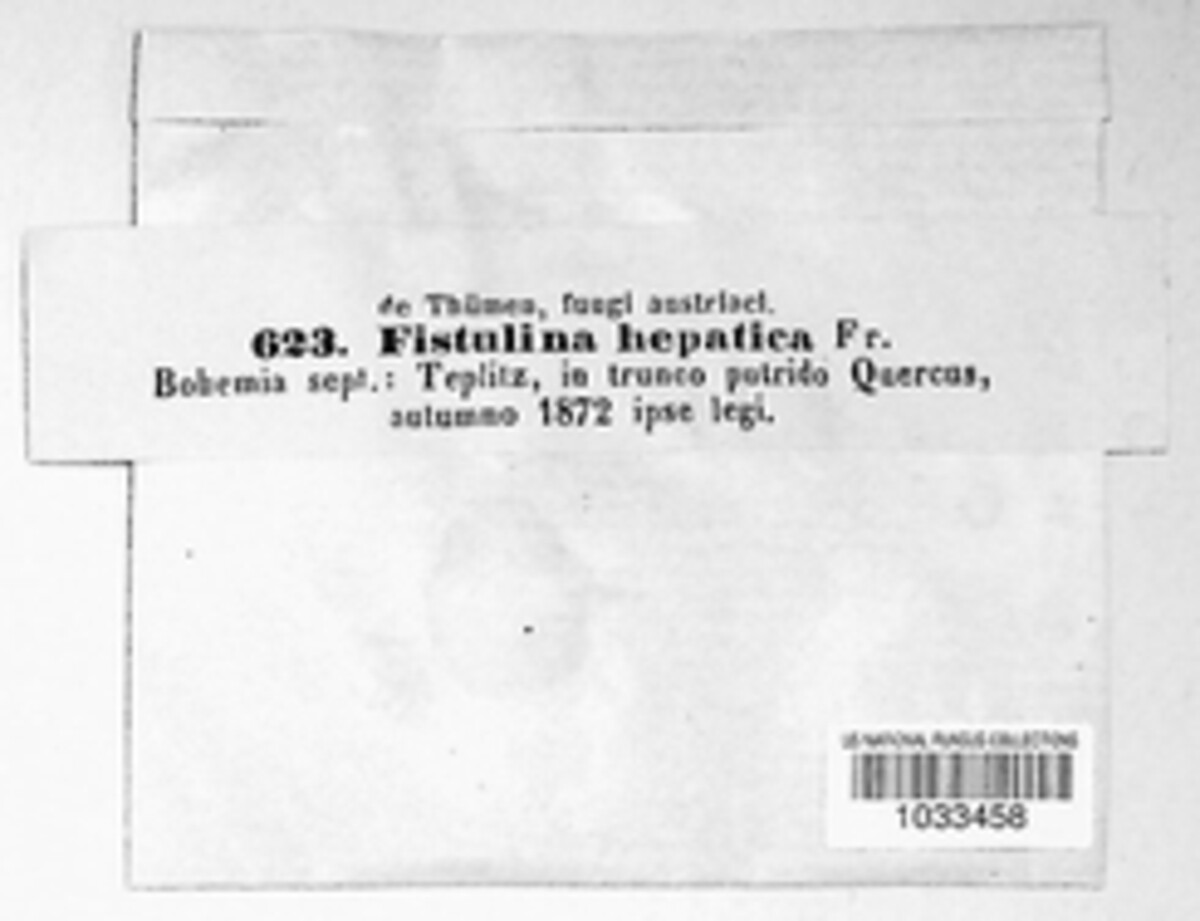 de Thümen, fungi austriaci.
623. Fistulina hepatica Fr.
Bohemia sept.: Teplitz, in trunco putrido Quercus,
autumno 1872 ipse legi.
US NATIONAL FUNGUS COLLECTIONS
1033458